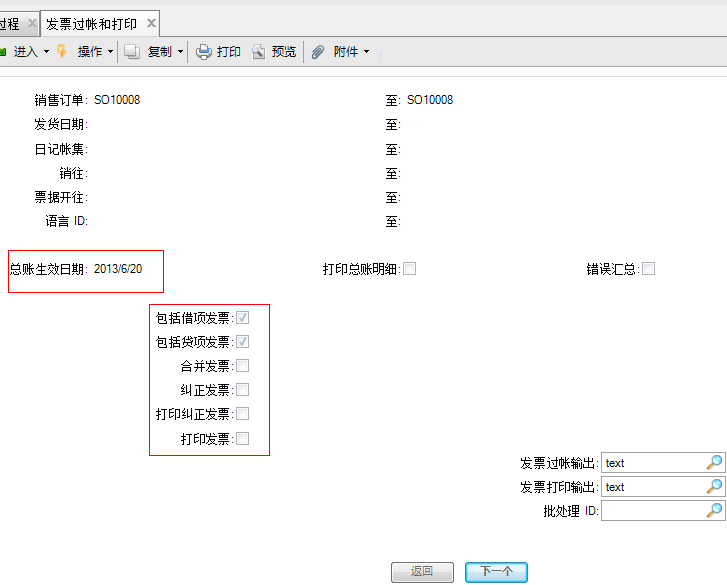 过程 发票过帐和打印
进入 操作 复制 打印 预览 附件
销售订单: SO10008 至: SO10008
发货日期: 至:
日记帐集: 至:
销往: 至:
票据开往: 至:
语言 ID: 至:
总账生效日期: 2013/6/20 打印总账明细: 错误汇总:
包括借项发票:
包括贷项发票:
合并发票:
纠正发票:
打印纠正发票:
打印发票:
发票过帐输出: text
发票打印输出: text
批处理 ID:
返回 下一个